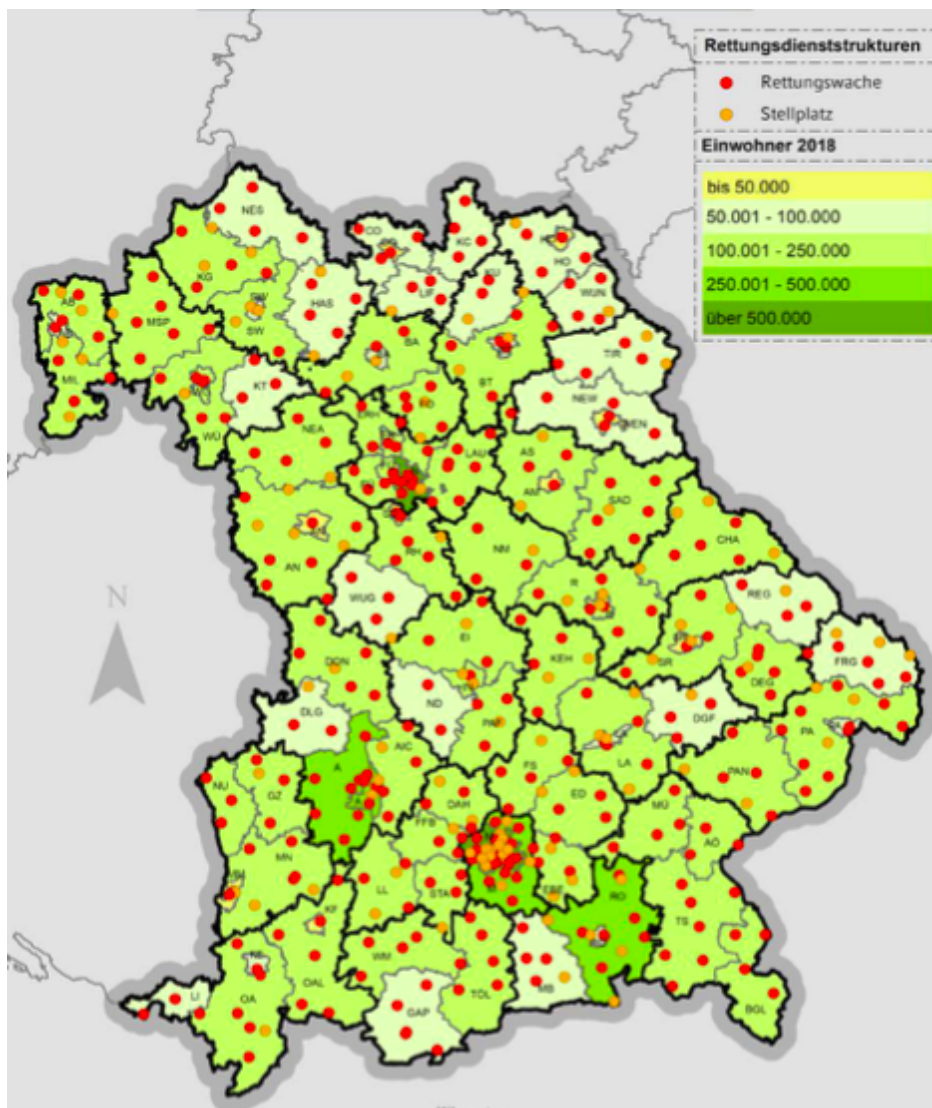 Rettungsdienststrukturen
Rettungswache
Stellplatz
Einwohner 2018
bis 50.000
50.001 - 100.000
100.001 - 250.000
250.001 - 500.000
über 500.000
NES
CO
KC
KG
HO
KU
LIF
WUN
HAS
SW
AB
MSP
BA
TIR
BT
KT
MIL
NEW
WÜ
NEA
LAU
AS
SAD
CHA
AN
RH
NM
R
WUG
REG
N
EI
KEH
SR
FRG
DON
DEG
ND
DLG
DGF
PA
A
AIC
FS
LA
PAN
NU
GZ
ED
MÜ
DAH
FFB
AÖ
MN
LL
EBE
STA
RO
TS
KF
WM
OAL
TÖL
MB
LI
OA
GAP
BGL